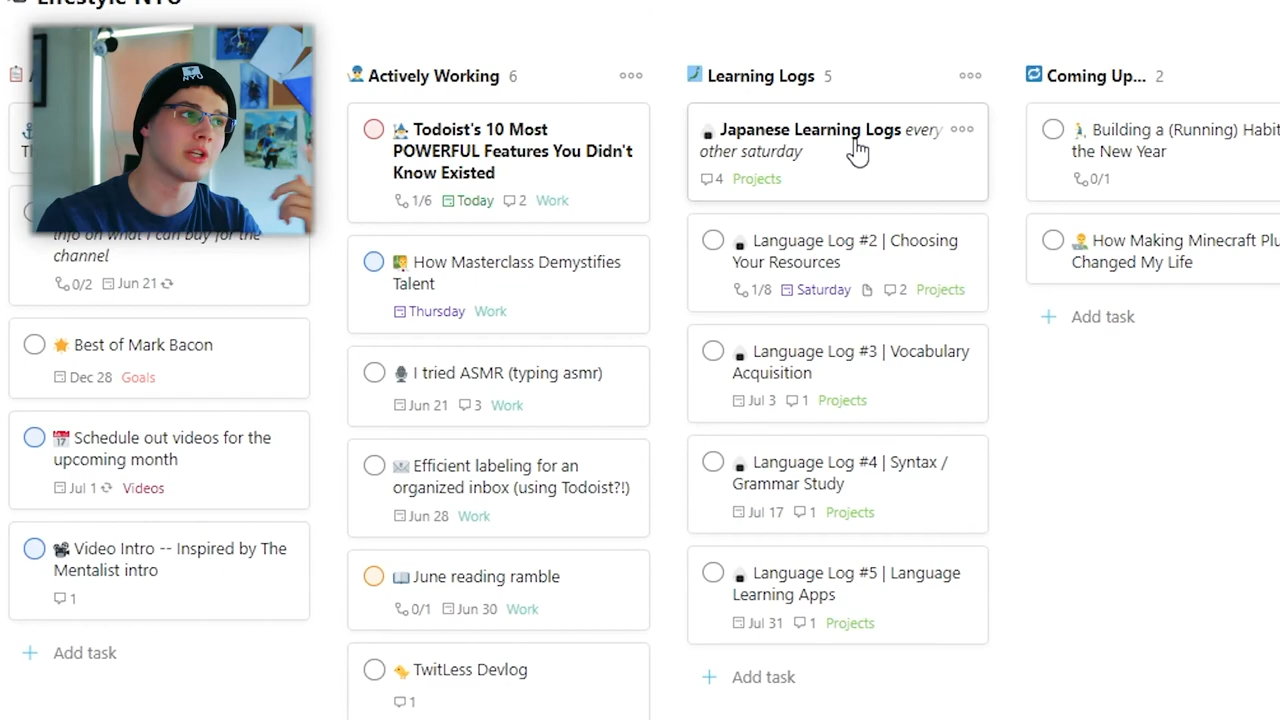 Lifestyle NYU
NYU
info on what I can buy for the
channel
0/2 Jun 21
Best of Mark Bacon
Dec 28 Goals
Schedule out videos for the
upcoming month
Jul 1 Videos
Video Intro -- Inspired by The
Mentalist intro
1
+ Add task
Actively Working 6
Todoist's 10 Most
POWERFUL Features You Didn't
Know Existed
1/6 Today 2 Work
How Masterclass Demystifies
Talent
Thursday Work
I tried ASMR (typing asmr)
Jun 21 3 Work
Efficient labeling for an
organized inbox (using Todoist?!)
Jun 28 Work
June reading ramble
0/1 Jun 30 Work
TwitLess Devlog
1
Learning Logs 5
Japanese Learning Logs every
other saturday
4 Projects
Language Log #2 | Choosing
Your Resources
1/8 Saturday 2 Projects
Language Log #3 | Vocabulary
Acquisition
Jul 3 1 Projects
Language Log #4 | Syntax /
Grammar Study
Jul 17 1 Projects
Language Log #5 | Language
Learning Apps
Jul 31 1 Projects
+ Add task
Coming Up... 2
Building a (Running) Habit
the New Year
0/1
How Making Minecraft
Changed My Life
+ Add task